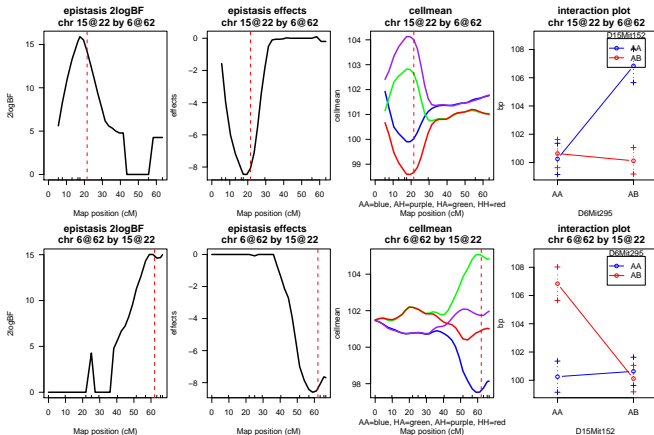 epistasis 2logBF
chr 15@22 by 6@62
2logBF
15
10
5
0
0 10 20 30 40 50 60
Map position (cM)
epistasis effects
chr 15@22 by 6@62
effects
0
−2
−4
−6
−8
0 10 20 30 40 50 60
Map position (cM)
cellmean
chr 15@22 by 6@62
cellmean
104
103
102
101
100
99
0 10 20 30 40 50 60
Map position (cM)
AA=blue, AH=purple, HA=green, HH=red
interaction plot
chr 15@22 by 6@62
D15Mit152
AA
AB
bp
108
106
104
102
100
AA AB
D6Mit295
epistasis 2logBF
chr 6@62 by 15@22
2logBF
15
10
5
0
0 10 20 30 40 50 60
Map position (cM)
epistasis effects
chr 6@62 by 15@22
effects
0
−2
−4
−6
−8
0 10 20 30 40 50 60
Map position (cM)
cellmean
chr 6@62 by 15@22
cellmean
104
102
100
98
0 10 20 30 40 50 60
Map position (cM)
AA=blue, HA=green, AH=purple, HH=red
interaction plot
chr 6@62 by 15@22
D6Mit295
AA
AB
bp
108
106
104
102
100
AA AB
D15Mit152